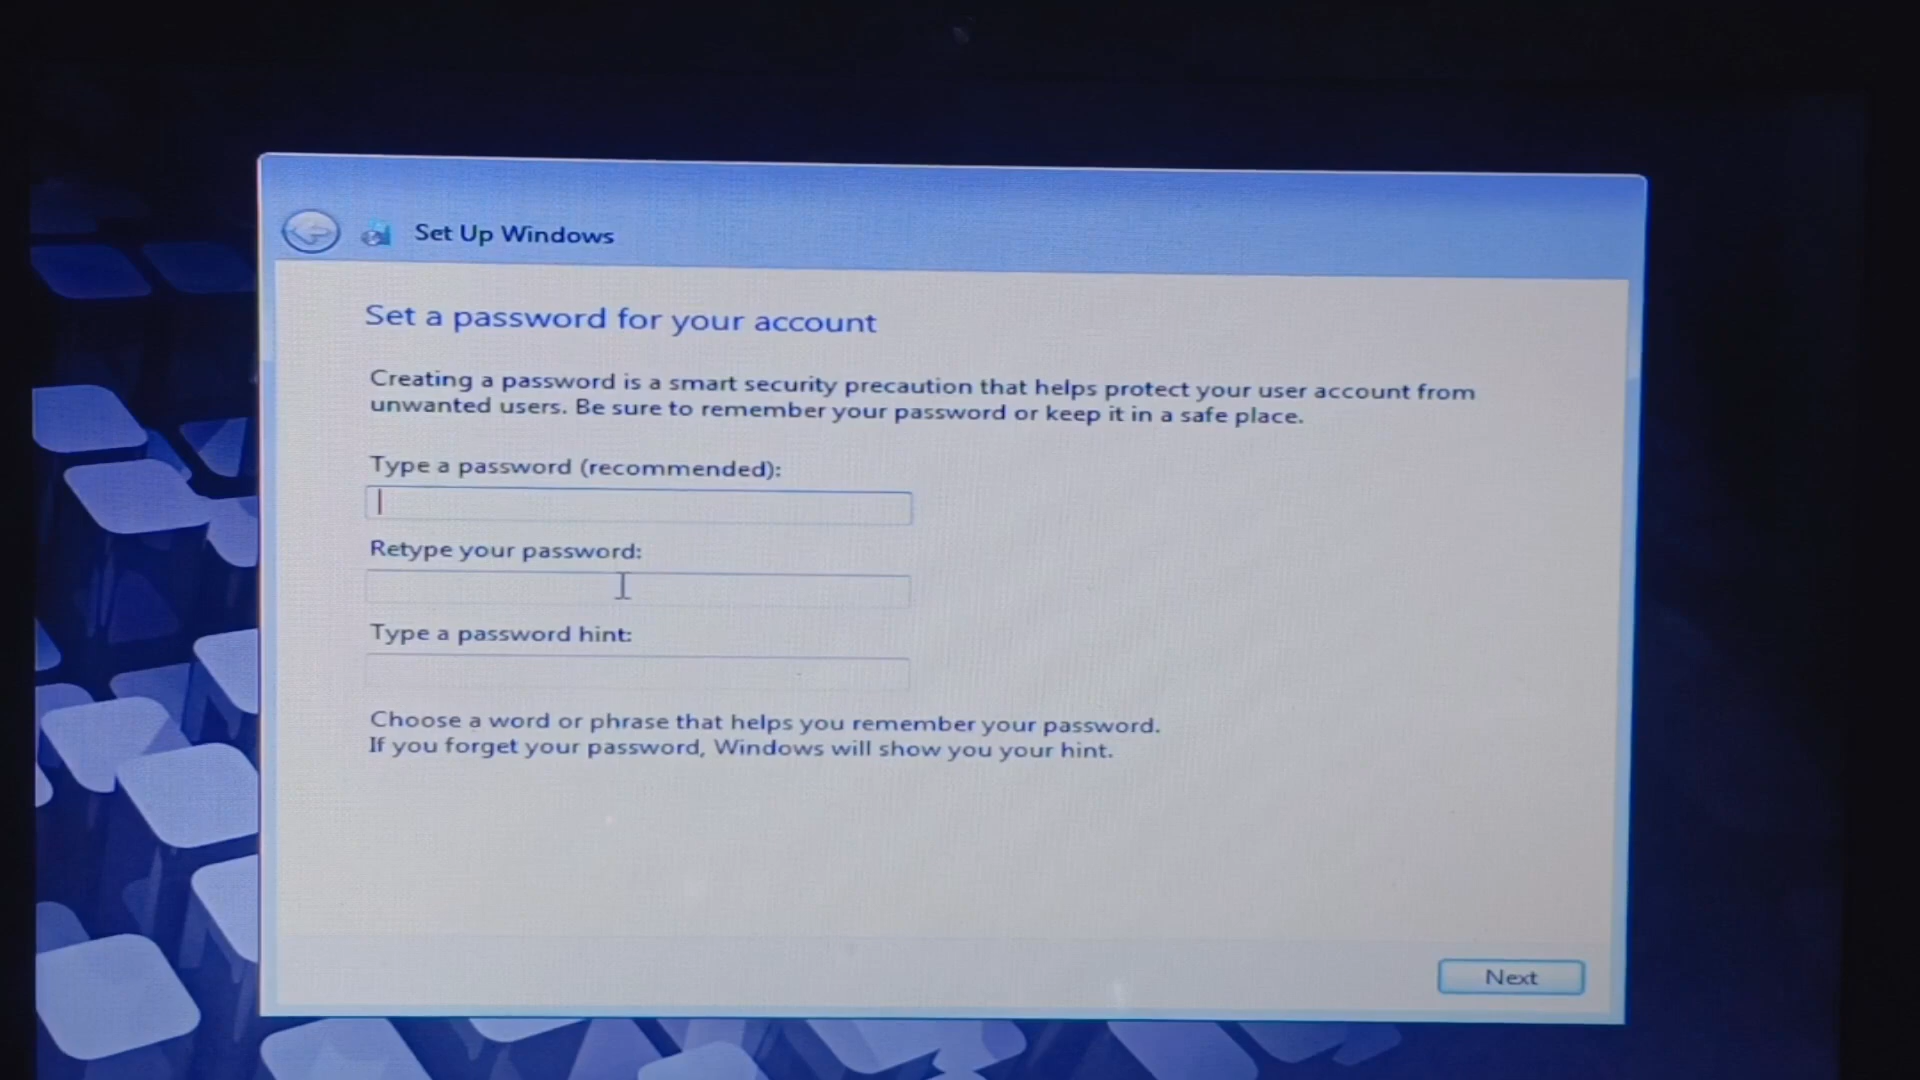 Set Up Windows
Set a password for your account
Creating a password is a smart security precaution that helps protect your user account from
unwanted users. Be sure to remember your password or keep it in a safe place.
Type a password (recommended):
Retype your password:
Type a password hint:
Choose a word or phrase that helps you remember your password.
If you forget your password, Windows will show you your hint.
Next